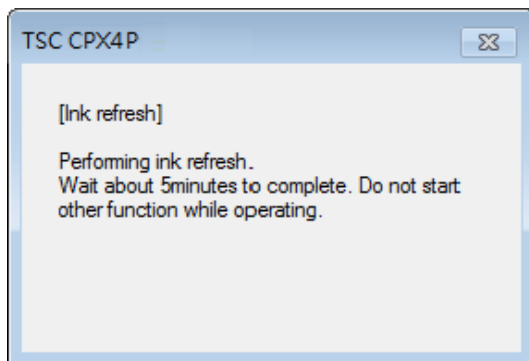 TSC CPX4P
[Ink refresh]
Performing ink refresh.
Wait about 5minutes to complete. Do not start
other function while operating.